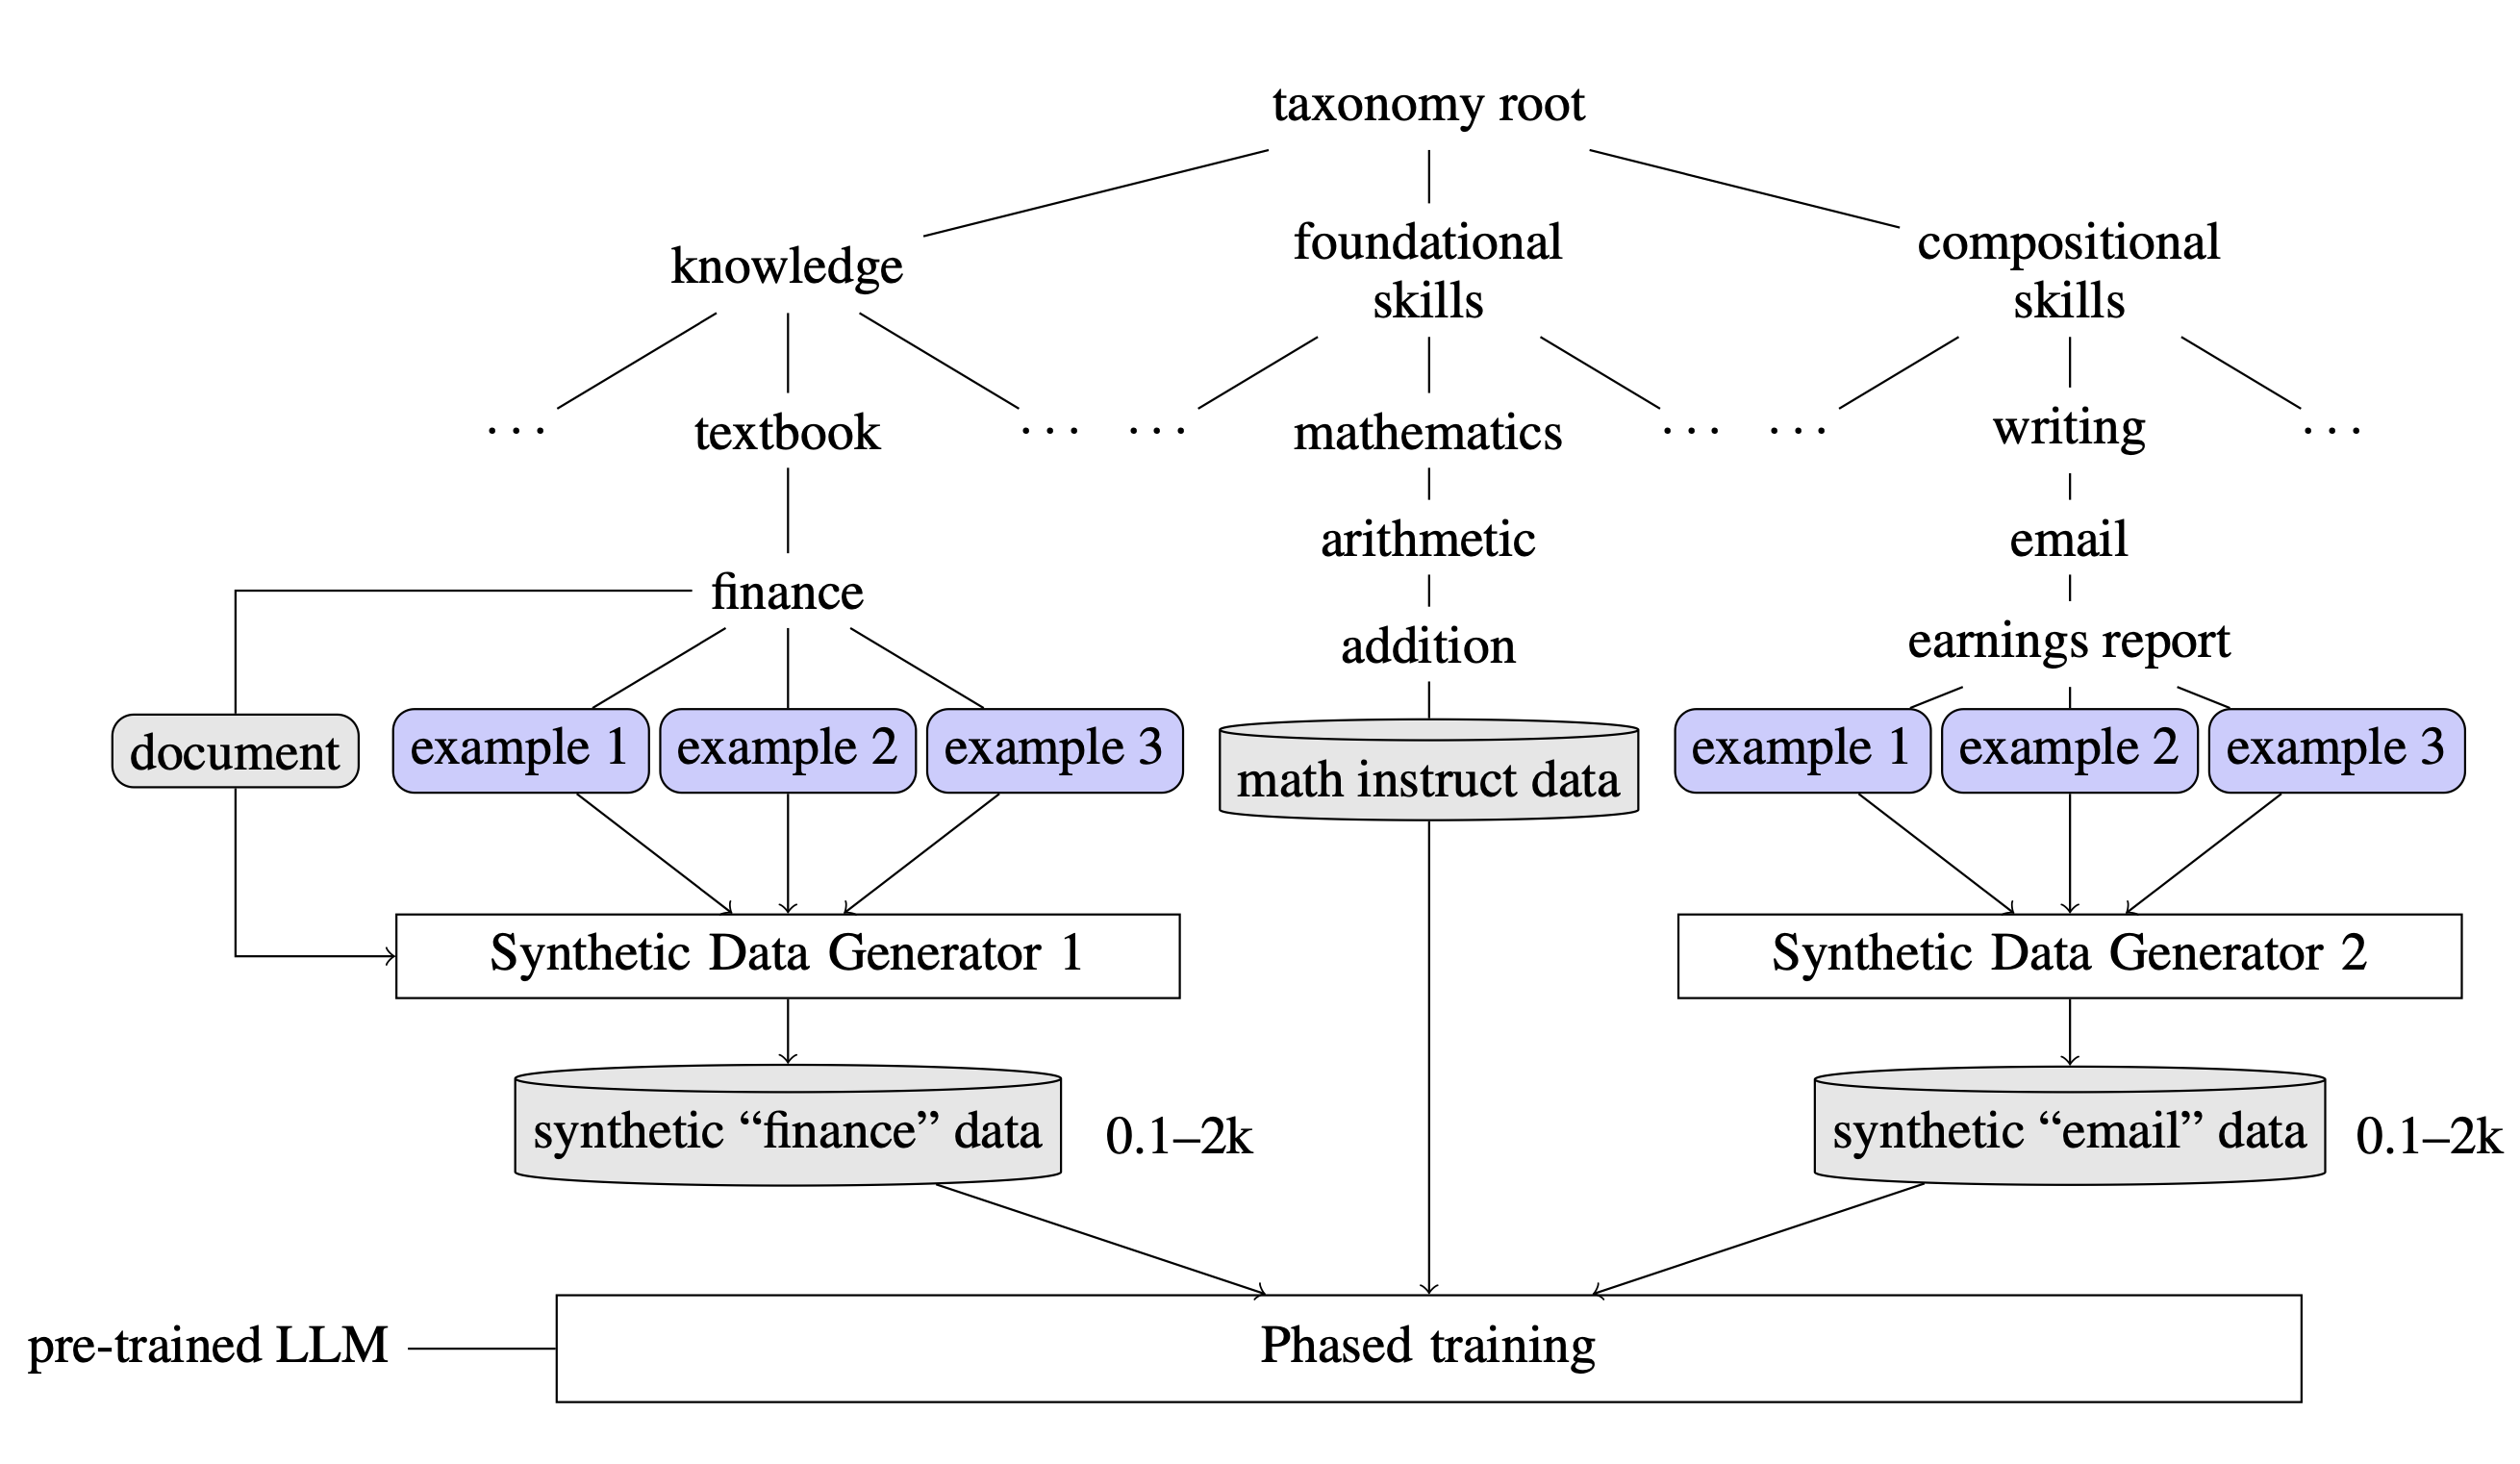 taxonomy root
knowledge
foundational
skills
compositional
skills
...
textbook
...
...
mathematics
...
...
writing
...
arithmetic
email
finance
addition
earnings report
document
example 1
example 2
example 3
math instruct data
example 1
example 2
example 3
Synthetic Data Generator 1
Synthetic Data Generator 2
synthetic “finance” data
0.1–2k
synthetic “email” data
0.1–2k
pre-trained LLM
Phased training